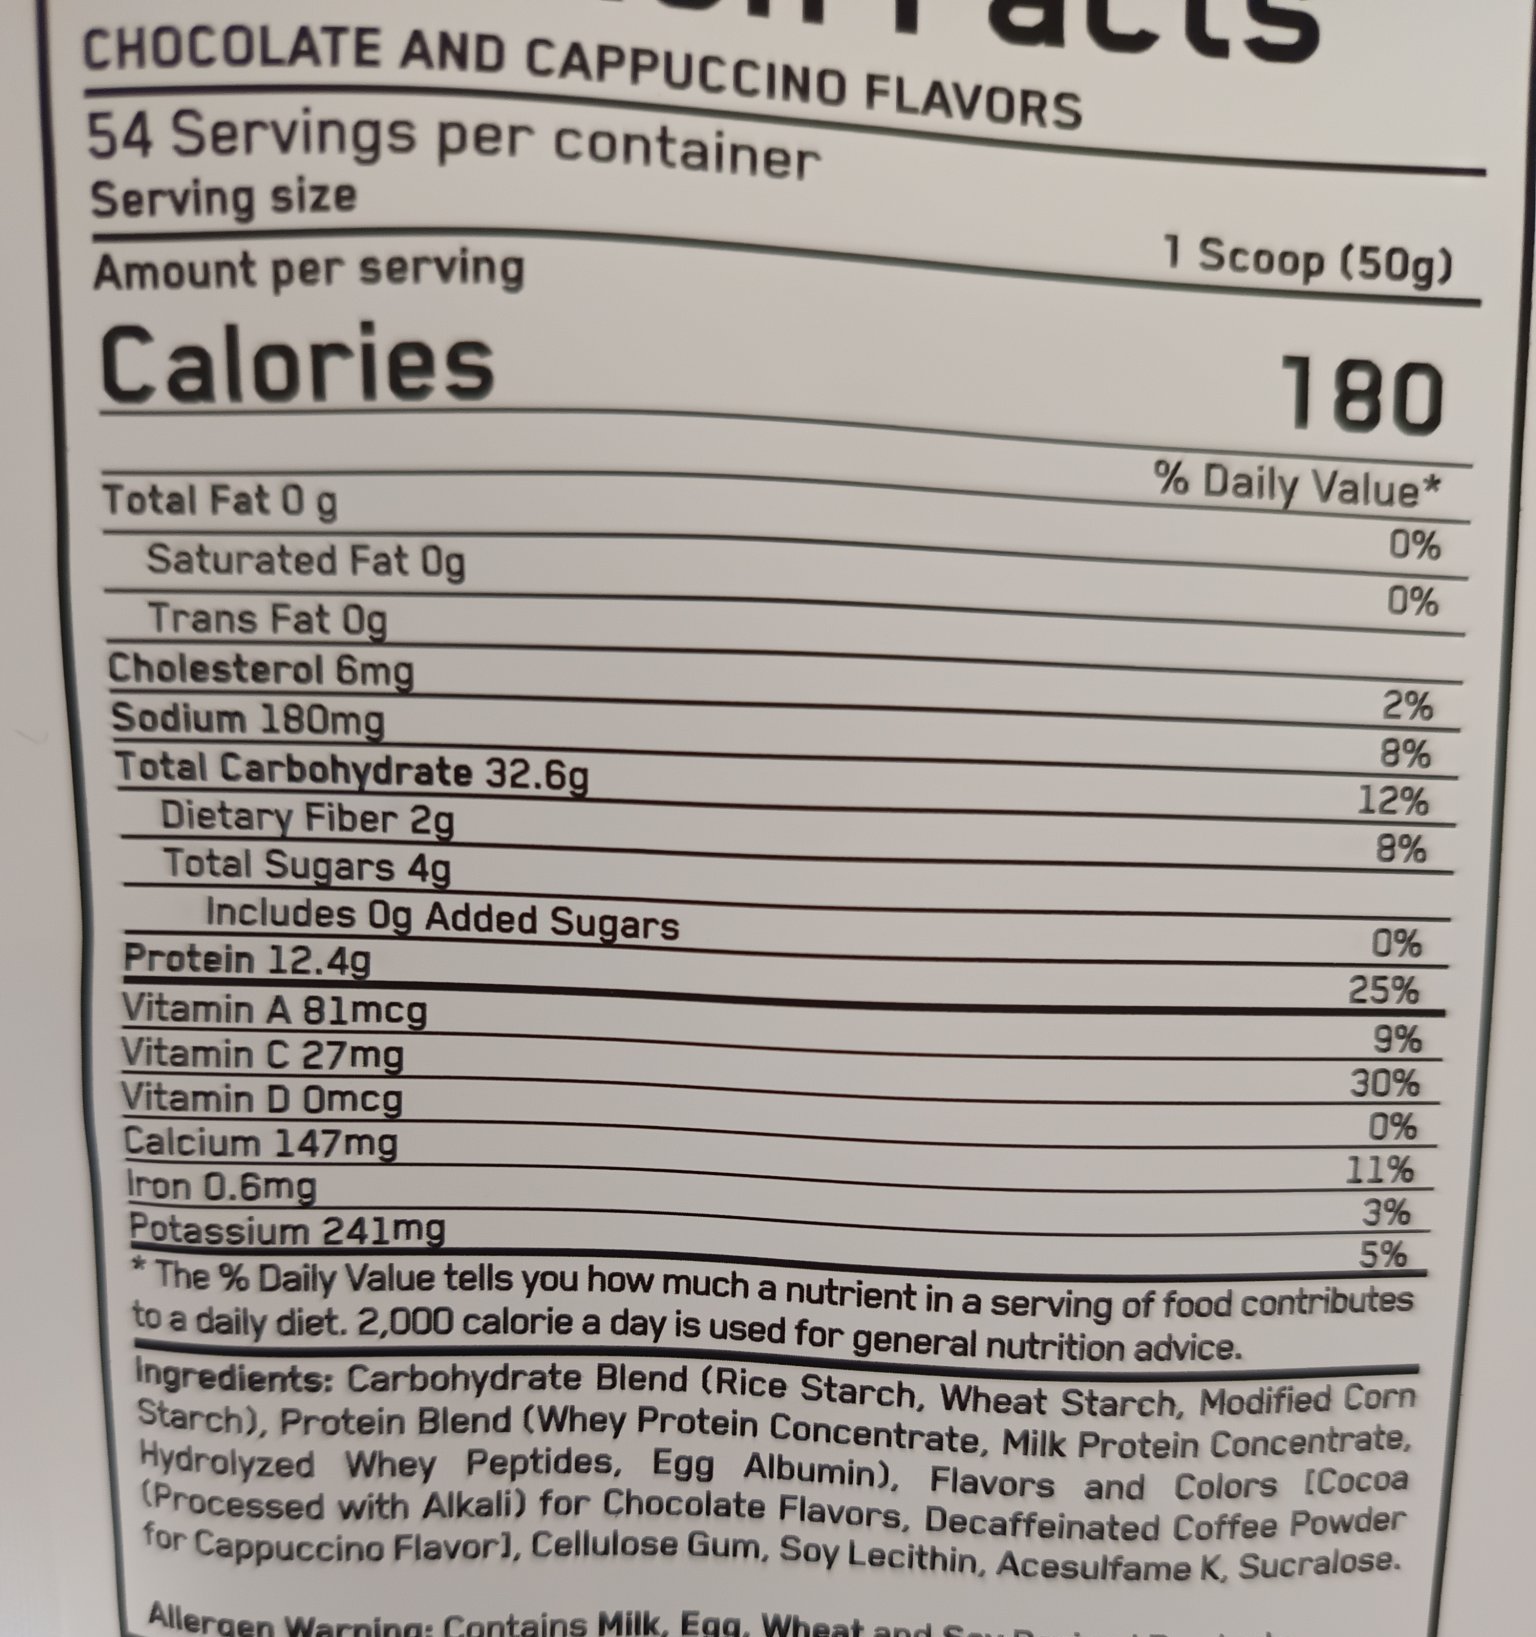 Facts
CHOCOLATE AND CAPPUCCINO FLAVORS
54 Servings per container
Serving size 1 Scoop (50g)
Amount per serving
Calories 180
% Daily Value*
Total Fat 0 g 0%
Saturated Fat 0g 0%
Trans Fat 0g
Cholesterol 6mg 2%
Sodium 180mg 8%
Total Carbohydrate 32.6g 12%
Dietary Fiber 2g 8%
Total Sugars 4g
Includes 0g Added Sugars 0%
Protein 12.4g 25%
Vitamin A 81mcg 9%
Vitamin C 27mg 30%
Vitamin D 0mcg 0%
Calcium 147mg 11%
Iron 0.6mg 3%
Potassium 241mg 5%
* The % Daily Value tells you how much a nutrient in a serving of food contributes
to a daily diet. 2,000 calorie a day is used for general nutrition advice.
Ingredients: Carbohydrate Blend (Rice Starch, Wheat Starch, Modified Corn
Starch), Protein Blend (Whey Protein Concentrate, Milk Protein Concentrate,
Hydrolyzed Whey Peptides, Egg Albumin), Flavors and Colors [Cocoa
(Processed with Alkali) for Chocolate Flavors, Decaffeinated Coffee Powder
for Cappuccino Flavor], Cellulose Gum, Soy Lecithin, Acesulfame K, Sucralose.
Allergen Warning: Contains Milk, Egg, Wheat and Soy